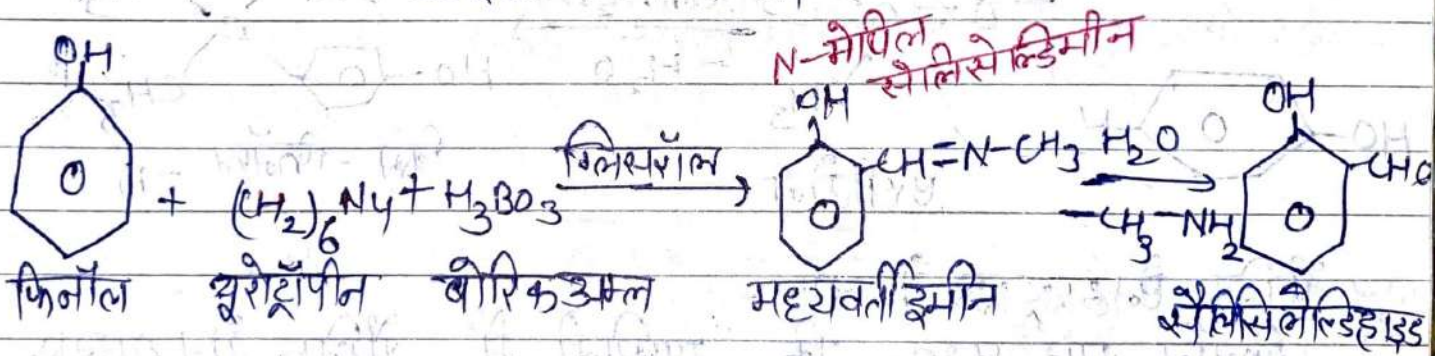 N-मेथिल
सैलिसेल्डिमीन
OH OH OH
+ (CH₂)₆N₄ + H₃BO₃ ग्लिसरॉल CH=N-CH₃ H₂O CHO
-CH₃-NH₂
फिनॉल यूरोट्रॉपीन बोरिक अम्ल मध्यवर्ती इमीन सैलिसिलेल्डिहाइड